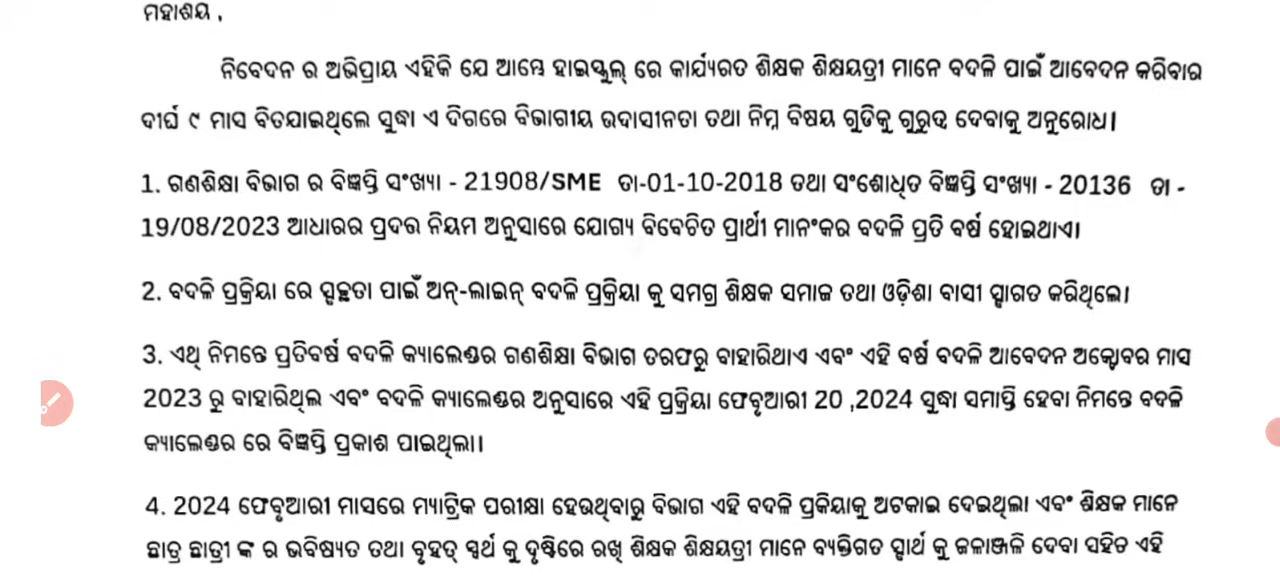 ମହାଶୟ ,
ନିବେଦନ ର ଅଭିପ୍ରାୟ ଏହିକି ଯେ ଆମ୍ଭେ ହାଇସ୍କୁଲ୍ ରେ କାର୍ଯ୍ୟରତ ଶିକ୍ଷକ ଶିକ୍ଷୟତ୍ରୀ ମାନେ ବଦଳି ପାଇଁ ଆବେଦନ କରିବାର
ଦୀର୍ଘ ୯ ମାସ ବିତଯାଇଥିଲେ ସୁଦ୍ଧା ଏ ଦିଗରେ ବିଭାଗୀୟ ଉଦାସୀନତା ତଥା ନିମ୍ନ ବିଷୟ ଗୁଡିକୁ ଗୁରୁତ୍ୱ ଦେବାକୁ ଅନୁରୋଧ।
1. ଗଣଶିକ୍ଷା ବିଭାଗ ର ବିଜ୍ଞପ୍ତି ସଂଖ୍ୟା - 21908/SME ତା-01-10-2018 ତଥା ସଂଶୋଧିତ ବିଜ୍ଞପ୍ତି ସଂଖ୍ୟା - 20136 ତା -
19/08/2023 ଆଧାରର ପ୍ରଦର ନିୟମ ଅନୁସାରେ ଯୋଗ୍ୟ ବିବେଚିତ ପ୍ରାର୍ଥୀ ମାନଂକର ବଦଳି ପ୍ରତି ବର୍ଷ ହୋଇଥାଏ।
2. ବଦଳି ପ୍ରକ୍ରିୟା ରେ ସ୍ବଚ୍ଛତା ପାଇଁ ଅନ୍-ଲାଇନ୍ ବଦଳି ପ୍ରକ୍ରିୟା କୁ ସମଗ୍ର ଶିକ୍ଷକ ସମାଜ ତଥା ଓଡ଼ିଶା ବାସୀ ସ୍ବାଗତ କରିଥିଲେ।
3. ଏଥି ନିମନ୍ତେ ପ୍ରତିବର୍ଷ ବଦଳି କ୍ୟାଲେଣ୍ଡର ଗଣଶିକ୍ଷା ବିଭାଗ ତରଫରୁ ବାହାରିଥାଏ ଏବଂ ଏହି ବର୍ଷ ବଦଳି ଆବେଦନ ଅକ୍ଟୋବର ମାସ
2023 ରୁ ବାହାରିଥିଲ ଏବଂ ବଦଳି କ୍ୟାଲେଣ୍ଡର ଅନୁସାରେ ଏହି ପ୍ରକ୍ରିୟା ଫେବୃଆରୀ 20 ,2024 ସୁଦ୍ଧା ସମାପ୍ତି ହେବା ନିମନ୍ତେ ବଦଳି
କ୍ୟାଲେଣ୍ଡର ରେ ବିଜ୍ଞପ୍ତି ପ୍ରକାଶ ପାଇଥିଲା।
4. 2024 ଫେବୃଆରୀ ମାସରେ ମ୍ୟାଟ୍ରିକ ପରୀକ୍ଷା ହେଉଥିବାରୁ ବିଭାଗ ଏହି ବଦଳି ପ୍ରକିୟାକୁ ଅଟକାଇ ଦେଇଥିଲା ଏବଂ ଶିକ୍ଷକ ମାନେ
ଛାତ୍ର ଛାତ୍ରୀ ଙ୍କ ର ଭବିଷ୍ୟତ ତଥା ବୃହତ୍ ସ୍ୱର୍ଥ କୁ ଦୃଷ୍ଟିରେ ରଖି ଶିକ୍ଷକ ଶିକ୍ଷୟତ୍ରୀ ମାନେ ବ୍ୟକ୍ତିଗତ ସ୍ବାର୍ଥ କୁ ଜଳାଞ୍ଜଳି ଦେବା ସହିତ ଏହି